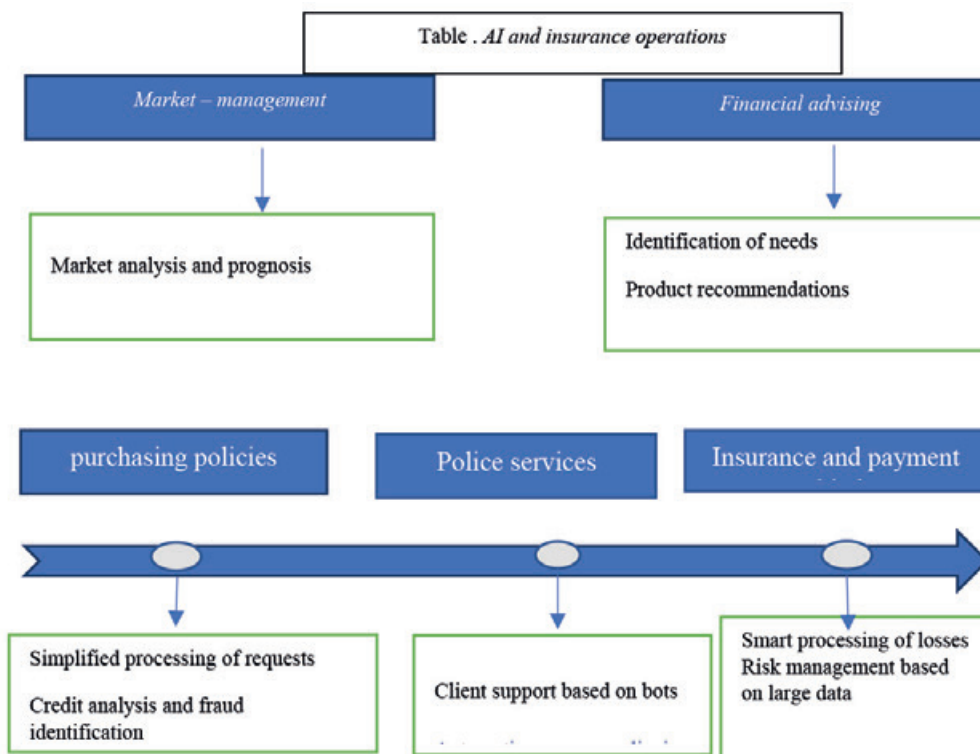 Table . AI and insurance operations
Market – management
Financial advising
Market analysis and prognosis
Identification of needs
Product recommendations
purchasing policies
Police services
Insurance and payment
Simplified processing of requests
Credit analysis and fraud
identification
Client support based on bots
Smart processing of losses
Risk management based
on large data